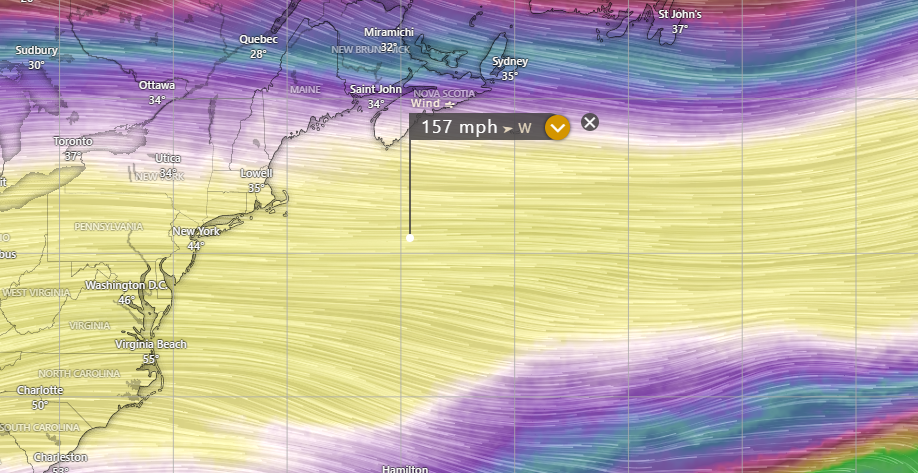 St John's
37°
Miramichi
32°
Quebec
28°
NEW BRUNSWICK
Sudbury
30°
Sydney
35°
Ottawa
34°
MAINE
Saint John
34°
NOVA SCOTIA
Wind
157 mph W
Toronto
37°
Utica
34°
NEW YORK
Lowell
35°
PENNSYLVANIA
New York
44°
Washington D.C.
46°
WEST VIRGINIA
VIRGINIA
Virginia Beach
55°
NORTH CAROLINA
Charlotte
50°
SOUTH CAROLINA
Charleston
53°
Hamilton